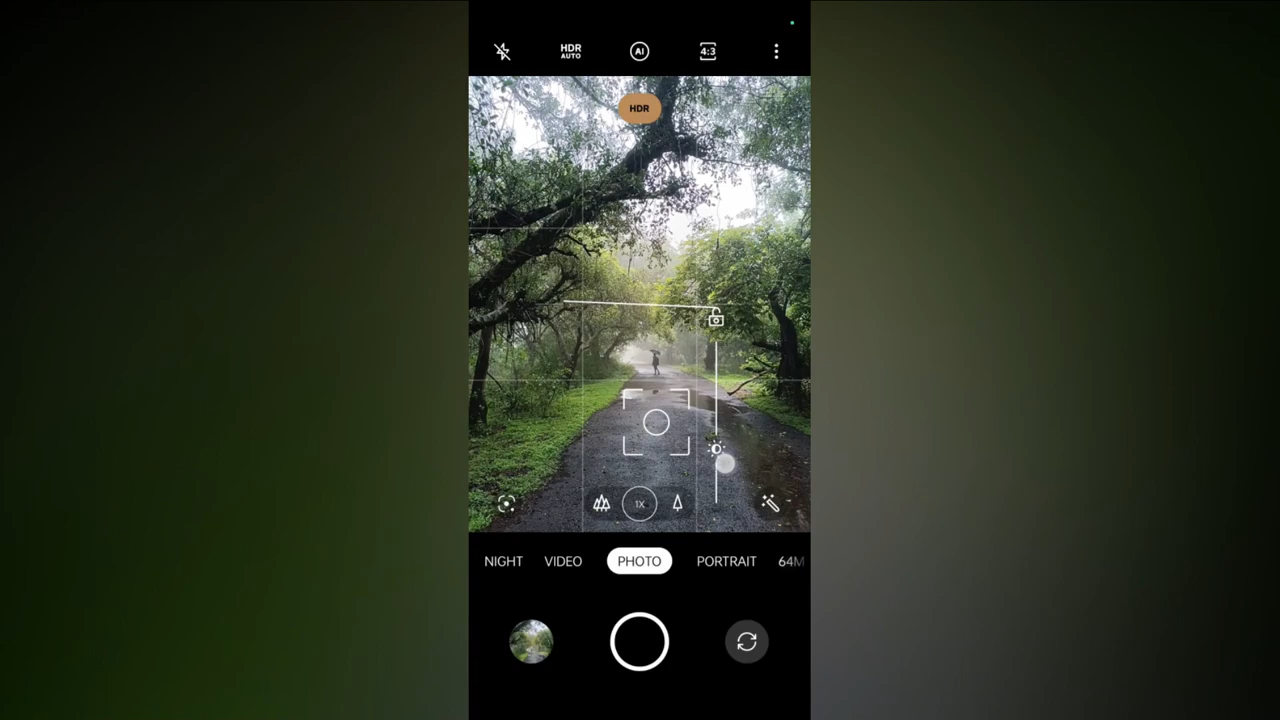 HDR
AUTO
AI
4:3
HDR
1X
NIGHT
VIDEO
PHOTO
PORTRAIT
64M